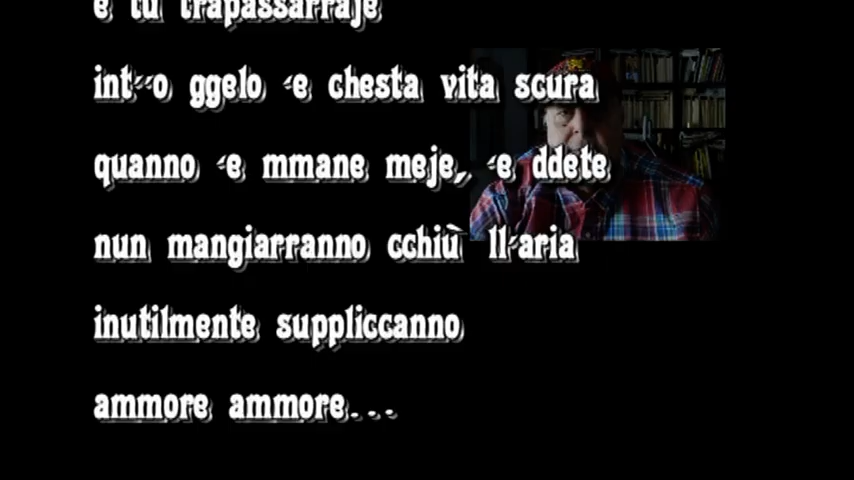 e tu trapassarraje
int''o ggelo 'e chesta vita scura
quanno 'e mmane meje, 'e ddete
nun mangiarranno cchiù ll'aria
inutilmente suppliccanno
ammore ammore...